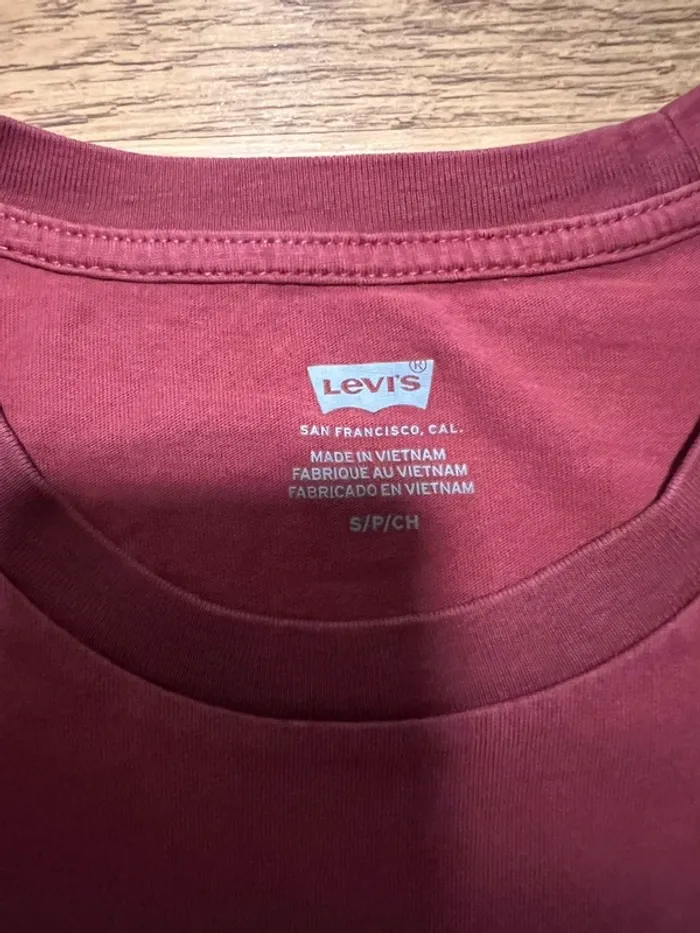 Levi's ®
SAN FRANCISCO, CAL.
MADE IN VIETNAM
FABRIQUE AU VIETNAM
FABRICADO EN VIETNAM
S/P/CH